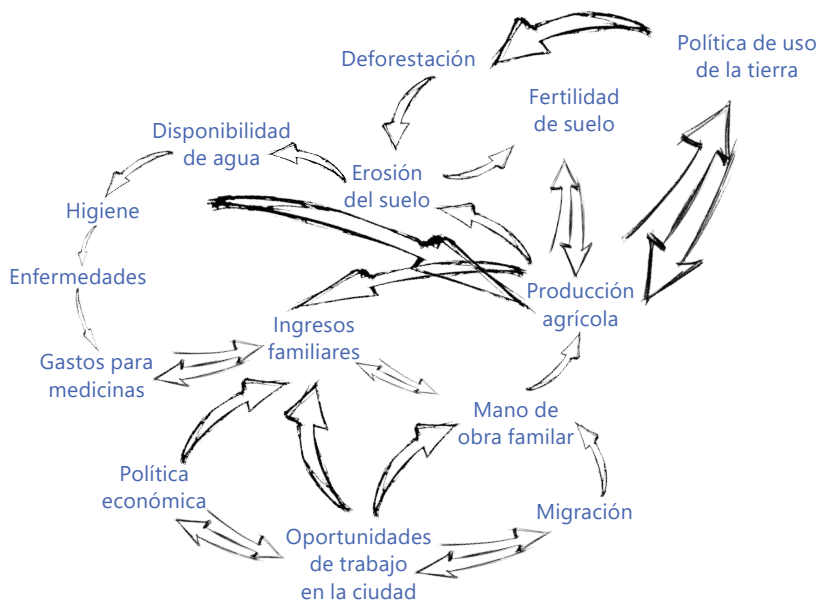 Política de uso
de la tierra
Deforestación
Fertilidad
de suelo
Disponibilidad
de agua
Erosión
del suelo
Higiene
Enfermedades
Producción
agrícola
Ingresos
familiares
Gastos para
medicinas
Mano de
obra familar
Política
económica
Migración
Oportunidades
de trabajo
en la ciudad